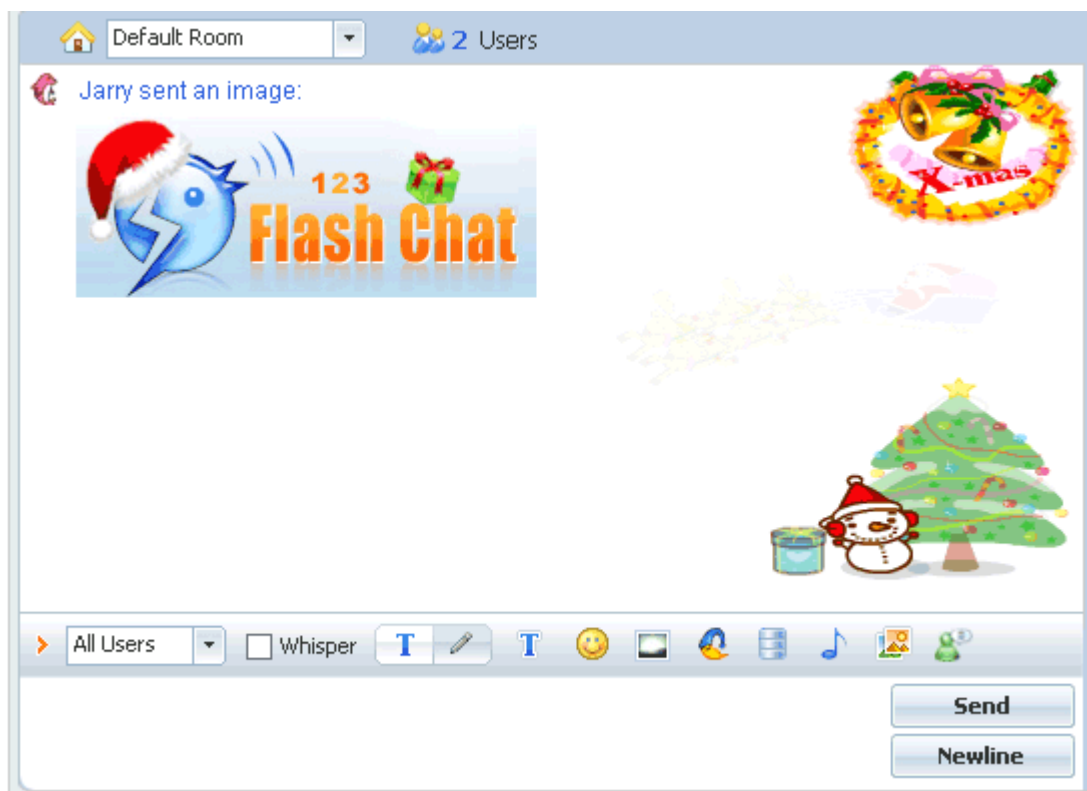 Default Room
2 Users
Jarry sent an image:
123
Flash Chat
X-mas
All Users
Whisper
T
T
Send
Newline